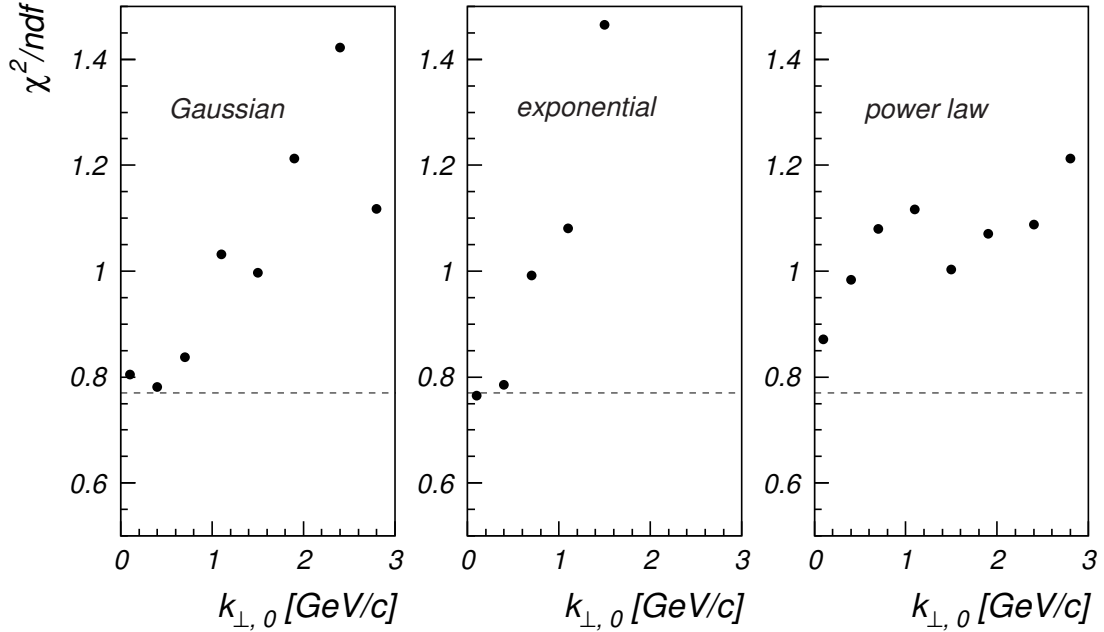 χ²/ndf
1.4
1.2
1
0.8
0.6
0 1 2 3
Gaussian
k⊥, 0 [GeV/c]
1.4
1.2
1
0.8
0.6
0 1 2 3
exponential
k⊥, 0 [GeV/c]
1.4
1.2
1
0.8
0.6
0 1 2 3
power law
k⊥, 0 [GeV/c]